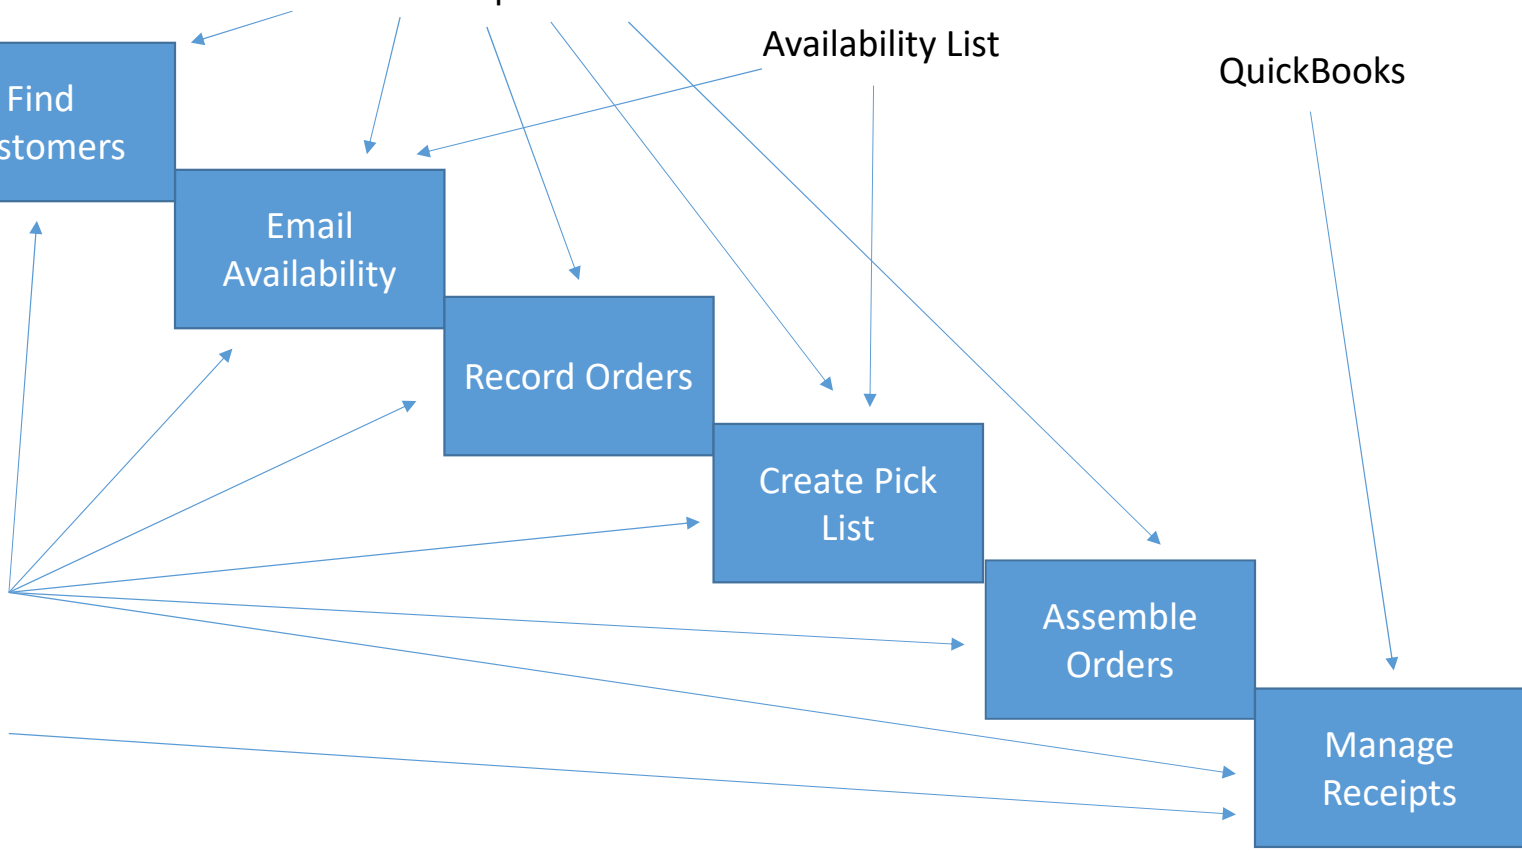 Availability List
QuickBooks
Find
stomers
Email
Availability
Record Orders
Create Pick
List
Assemble
Orders
Manage
Receipts